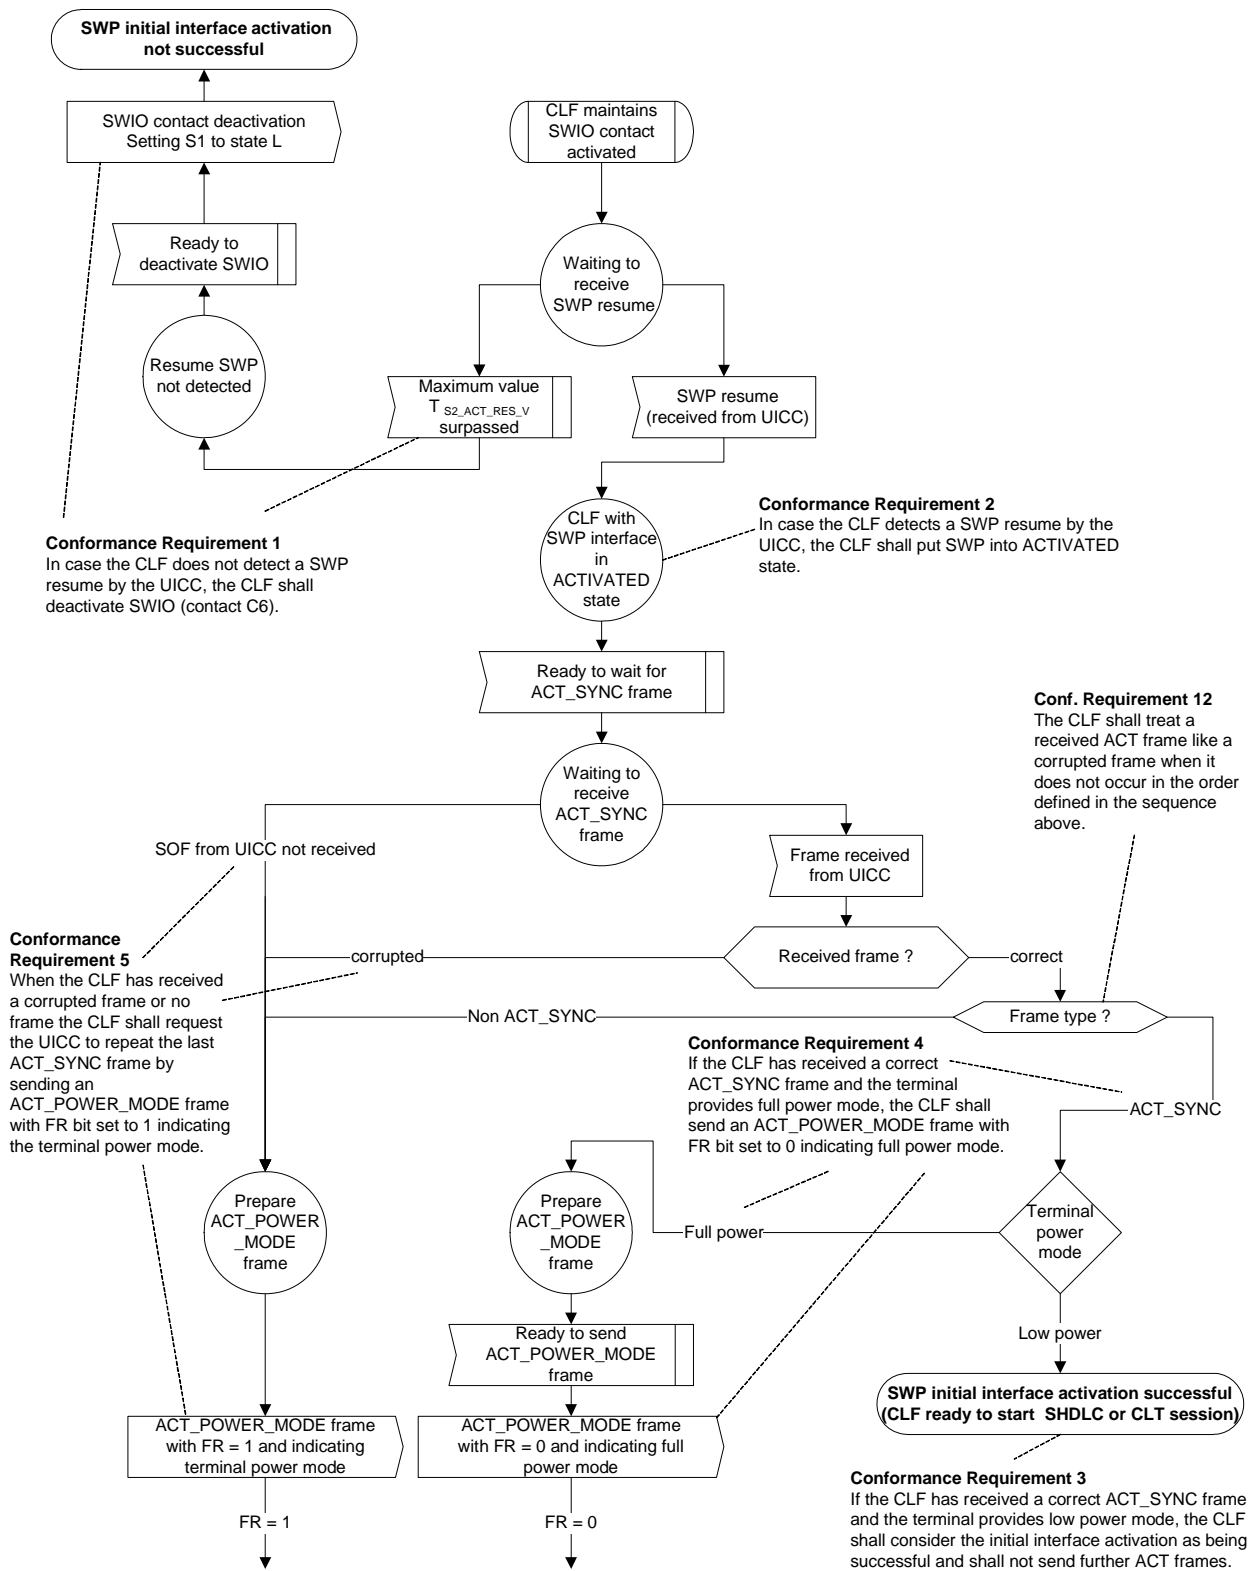 SWP initial interface activation
not successful
SWIO contact deactivation
Setting S1 to state L
CLF maintains
SWIO contact
activated
Ready to
deactivate SWIO
Waiting to
receive
SWP resume
Resume SWP
not detected
Maximum value
T S2_ACT_RES_V
surpassed
SWP resume
(received from UICC)
Conformance Requirement 1
In case the CLF does not detect a SWP
resume by the UICC, the CLF shall
deactivate SWIO (contact C6).
CLF with
SWP interface
in
ACTIVATED
state
Conformance Requirement 2
In case the CLF detects a SWP resume by the
UICC, the CLF shall put SWP into ACTIVATED
state.
Ready to wait for
ACT_SYNC frame
Conf. Requirement 12
The CLF shall treat a
received ACT frame like a
corrupted frame when it
does not occur in the order
defined in the sequence
above.
Waiting to
receive
ACT_SYNC
frame
SOF from UICC not received
Frame received
from UICC
Conformance
Requirement 5
When the CLF has received
a corrupted frame or no
frame the CLF shall request
the UICC to repeat the last
ACT_SYNC frame by
sending an
ACT_POWER_MODE frame
with FR bit set to 1 indicating
the terminal power mode.
corrupted
Received frame ?
correct
Non ACT_SYNC
Frame type ?
Conformance Requirement 4
If the CLF has received a correct
ACT_SYNC frame and the terminal
provides full power mode, the CLF shall
send an ACT_POWER_MODE frame with
FR bit set to 0 indicating full power mode.
ACT_SYNC
Prepare
ACT_POWER
_MODE
frame
Prepare
ACT_POWER
_MODE
frame
Full power
Terminal
power
mode
Ready to send
ACT_POWER_MODE
frame
Low power
SWP initial interface activation successful
(CLF ready to start SHDLC or CLT session)
ACT_POWER_MODE frame
with FR = 1 and indicating
terminal power mode
ACT_POWER_MODE frame
with FR = 0 and indicating full
power mode
Conformance Requirement 3
If the CLF has received a correct ACT_SYNC frame
and the terminal provides low power mode, the CLF
shall consider the initial interface activation as being
successful and shall not send further ACT frames.
FR = 1
FR = 0